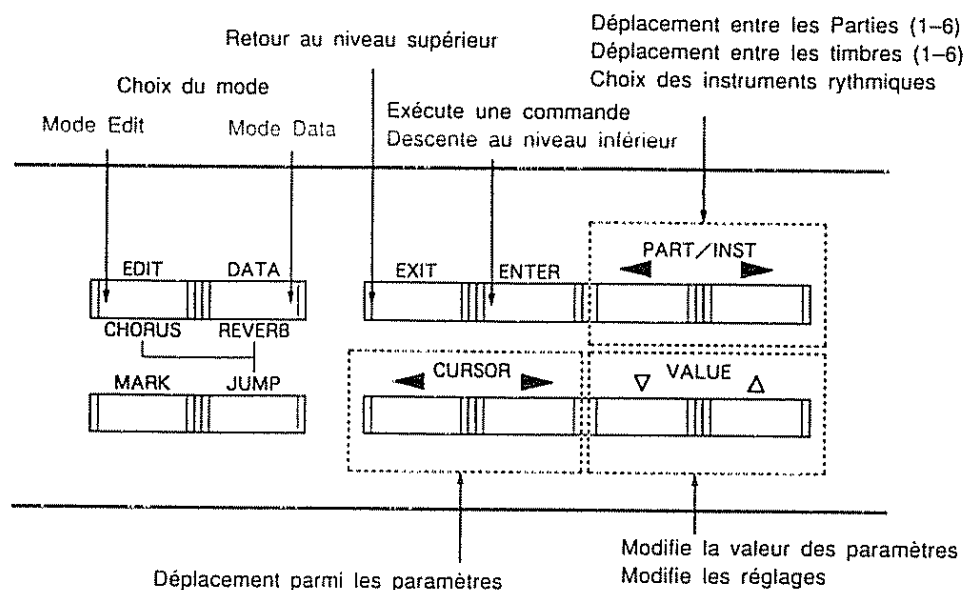 Déplacement entre les Parties (1–6)
Déplacement entre les timbres (1–6)
Choix des instruments rythmiques
Retour au niveau supérieur
Choix du mode
Mode Edit
Mode Data
Exécute une commande
Descente au niveau inférieur
EDIT
DATA
EXIT
ENTER
PART/INST
CHORUS
REVERB
MARK
JUMP
CURSOR
VALUE
Déplacement parmi les paramètres
Modifie la valeur des paramètres
Modifie les réglages